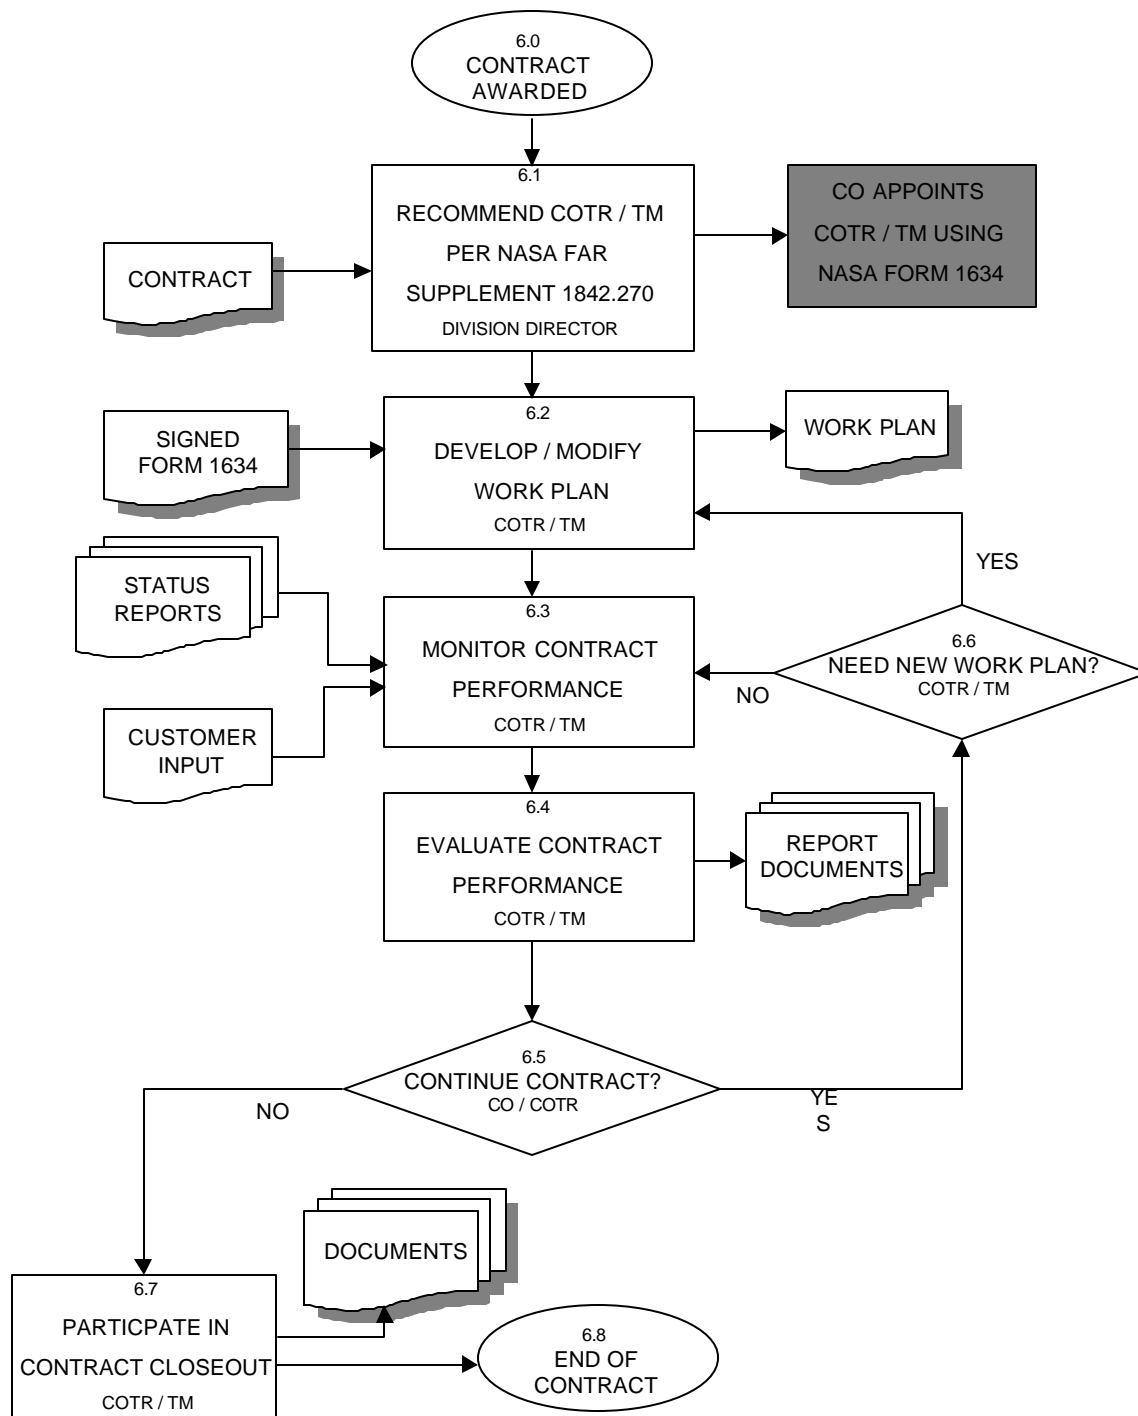 6.0
CONTRACT
AWARDED
6.1
RECOMMEND COTR / TM
PER NASA FAR
SUPPLEMENT 1842.270
DIVISION DIRECTOR
CO APPOINTS
COTR / TM USING
NASA FORM 1634
CONTRACT
6.2
DEVELOP / MODIFY
WORK PLAN
COTR / TM
SIGNED
FORM 1634
WORK PLAN
YES
STATUS
REPORTS
6.3
MONITOR CONTRACT
PERFORMANCE
COTR / TM
6.6
NEED NEW WORK PLAN?
COTR / TM
NO
CUSTOMER
INPUT
6.4
EVALUATE CONTRACT
PERFORMANCE
COTR / TM
REPORT
DOCUMENTS
6.5
CONTINUE CONTRACT?
CO / COTR
NO
YE
S
DOCUMENTS
6.7
PARTICPATE IN
CONTRACT CLOSEOUT
COTR / TM
6.8
END OF
CONTRACT